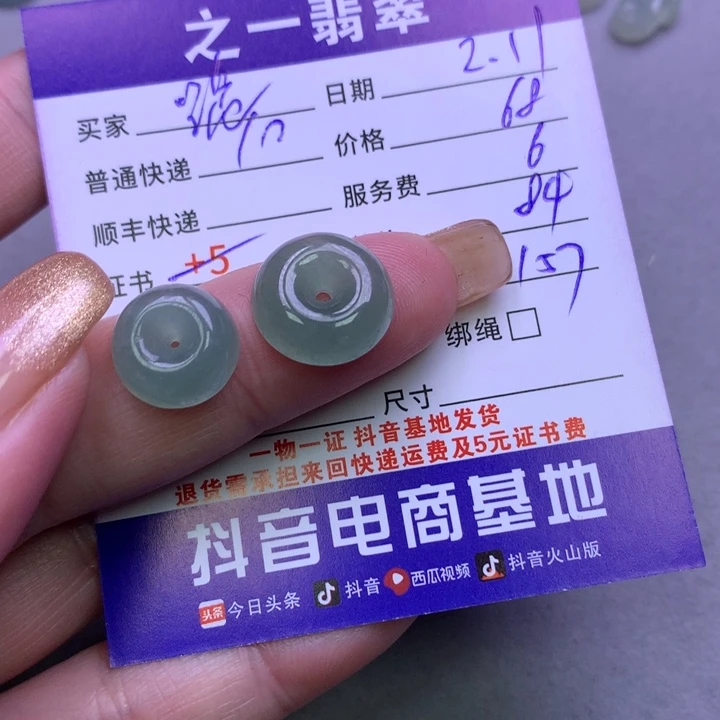 之一翡翠
买家 日期 2.11
普通快递 价格 68
顺丰快递 服务费 6
84
证书 +5 157
绑绳
尺寸
一物一证 抖音基地发货
退货需承担来回快递运费及5元证书费
抖音电商基地
头条 今日头条 抖音 西瓜视频 抖音火山版